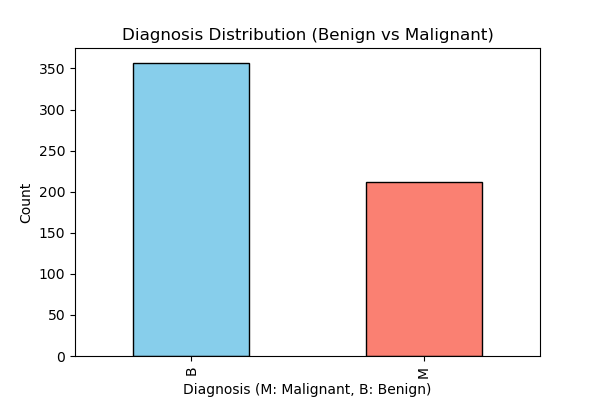 Diagnosis Distribution (Benign vs Malignant)
350
300
250
200
150
100
50
0
Count
B
M
Diagnosis (M: Malignant, B: Benign)